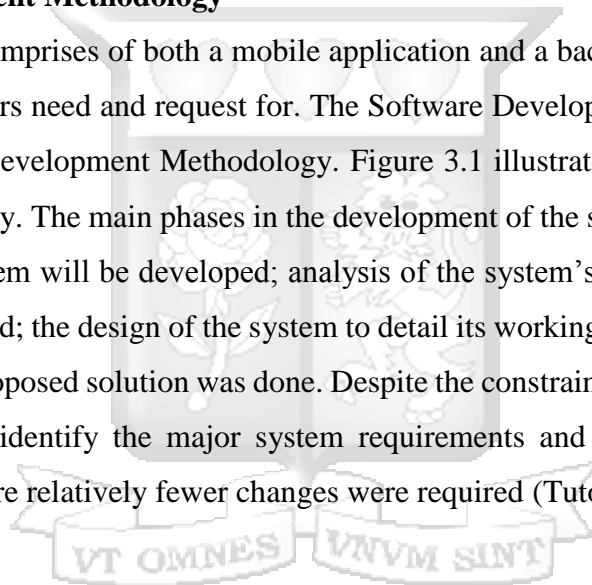 ent Methodology
mprises of both a mobile application and a bac
rs need and request for. The Software Develop
evelopment Methodology. Figure 3.1 illustrate
y. The main phases in the development of the s
em will be developed; analysis of the system's
d; the design of the system to detail its working
oposed solution was done. Despite the constrain
identify the major system requirements and
re relatively fewer changes were required (Tuto
VT OMNES VNVM SINT